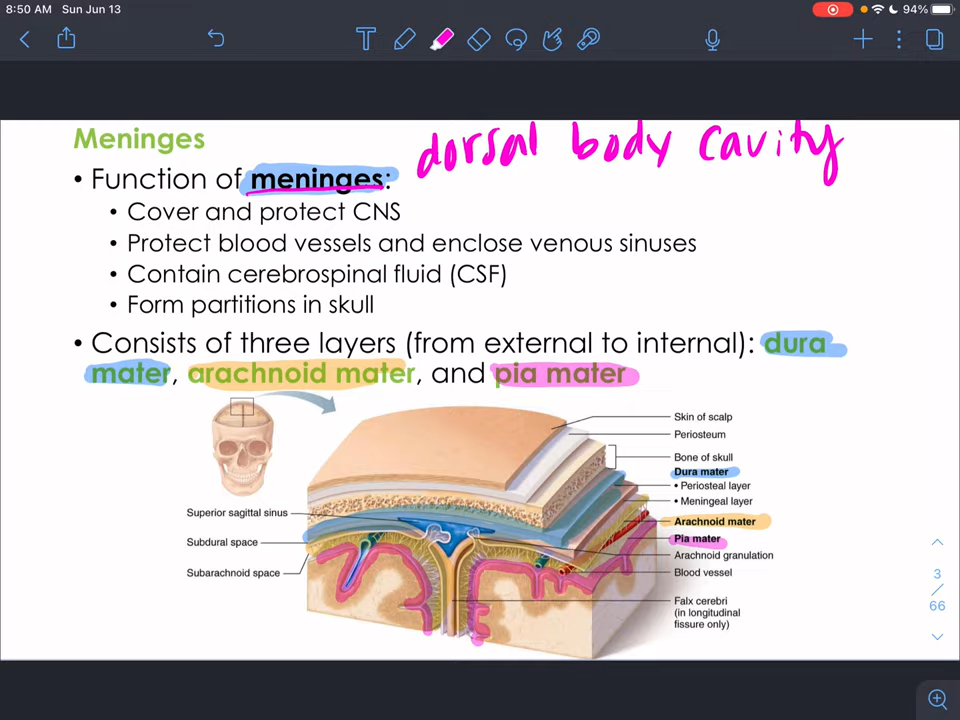 8:50 AM Sun Jun 13
94%
T
Meninges
dorsal body cavity
• Function of meninges:
• Cover and protect CNS
• Protect blood vessels and enclose venous sinuses
• Contain cerebrospinal fluid (CSF)
• Form partitions in skull
• Consists of three layers (from external to internal): dura
mater, arachnoid mater, and pia mater
Skin of scalp
Periosteum
Bone of skull
Dura mater
• Periosteal layer
• Meningeal layer
Superior sagittal sinus
Arachnoid mater
Subdural space
Pia mater
Arachnoid granulation
Subarachnoid space
Blood vessel
Falx cerebri
(in longitudinal
fissure only)
3
/
66